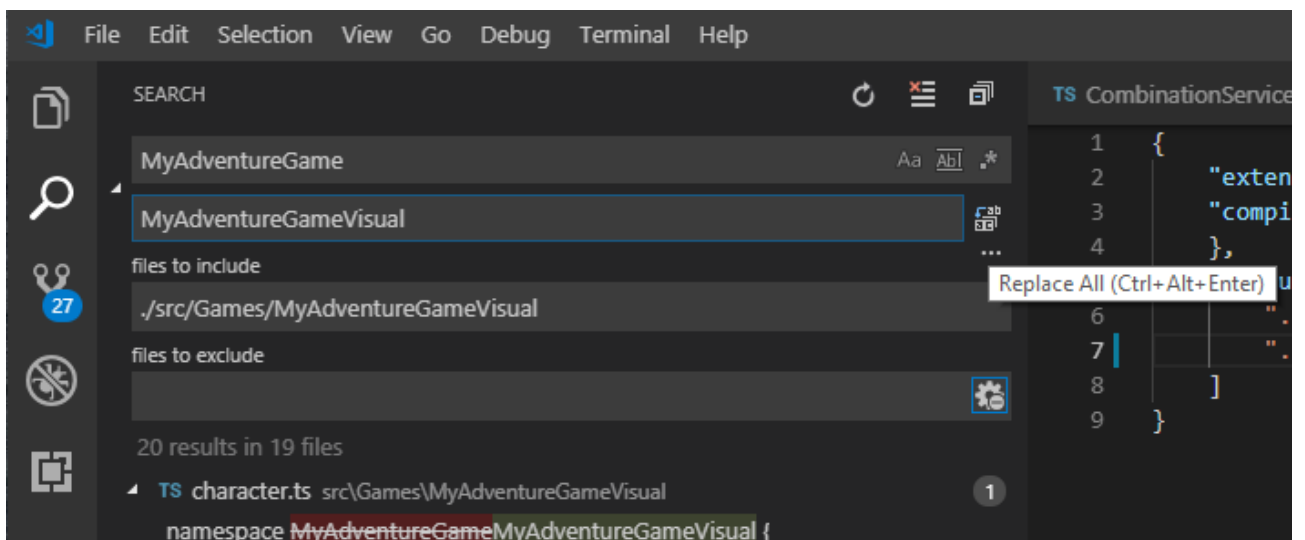 File Edit Selection View Go Debug Terminal Help
SEARCH
TS CombinationService
MyAdventureGame
Aa Abl .*
MyAdventureGameVisual
files to include
./src/Games/MyAdventureGameVisual
Replace All (Ctrl+Alt+Enter)
files to exclude
20 results in 19 files
TS character.ts src\Games\MyAdventureGameVisual 1
namespace MyAdventureGameMyAdventureGameVisual {
27
1 {
2 "exten
3 "compi
4 },
6 ".
7 ".
8 ]
9 }